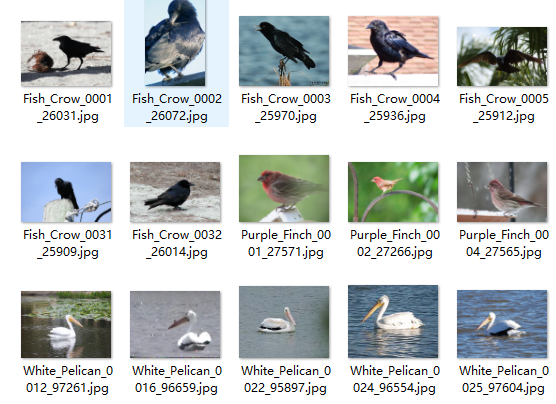 Fish_Crow_0001
_26031.jpg
Fish_Crow_0002
_26072.jpg
Fish_Crow_0003
_25970.jpg
Fish_Crow_0004
_25936.jpg
Fish_Crow_0005
_25912.jpg
Fish_Crow_0031
_25909.jpg
Fish_Crow_0032
_26014.jpg
Purple_Finch_00
01_27571.jpg
Purple_Finch_00
02_27266.jpg
Purple_Finch_00
04_27565.jpg
White_Pelican_0
012_97261.jpg
White_Pelican_0
016_96659.jpg
White_Pelican_0
022_95897.jpg
White_Pelican_0
024_96554.jpg
White_Pelican_0
025_97604.jpg